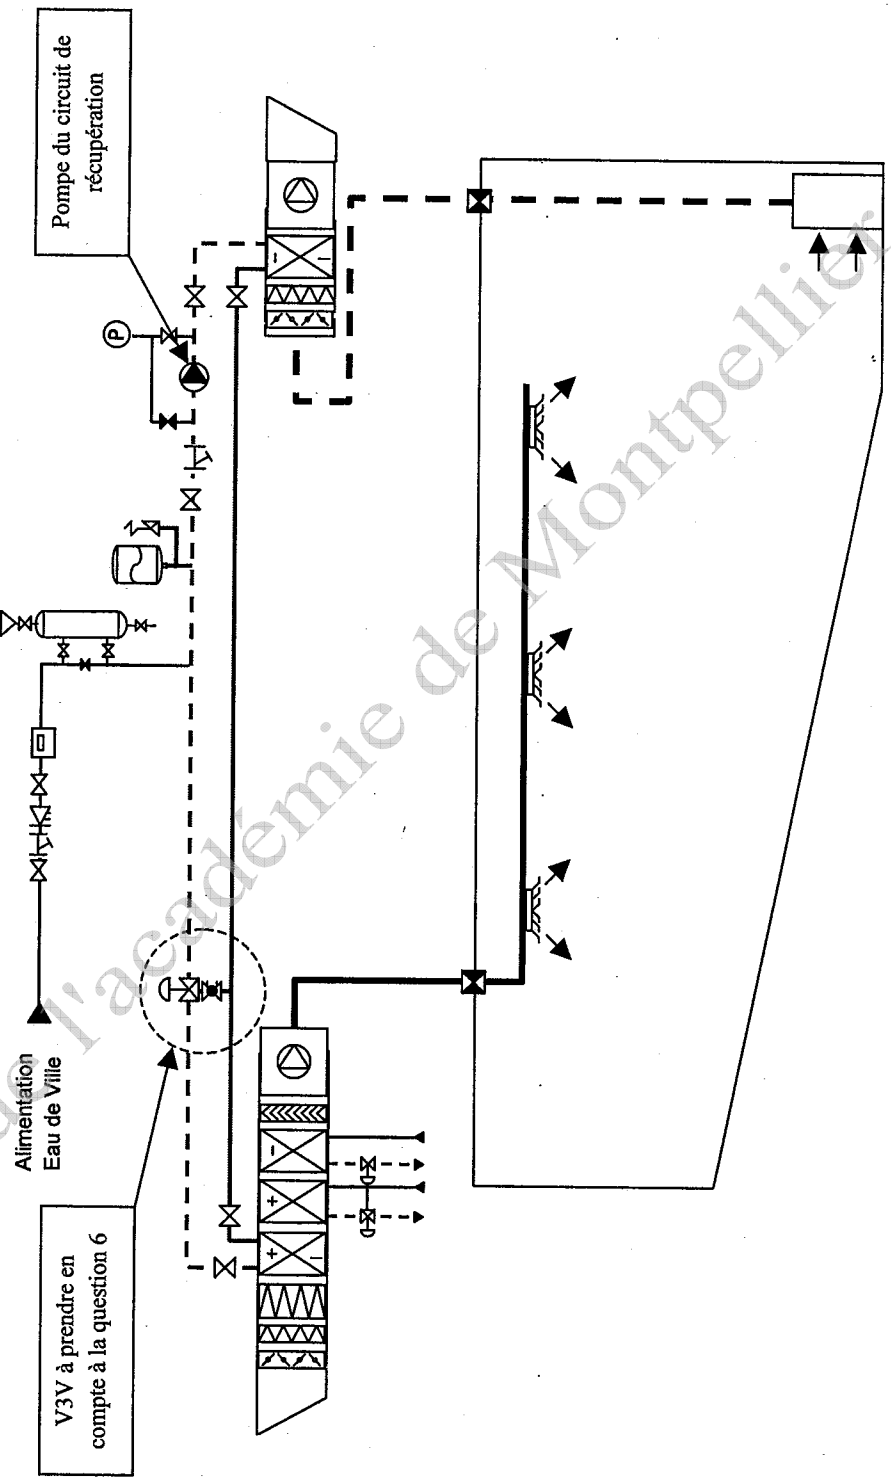 Pompe du circuit de
récupération
P
Alimentation
Eau de Ville
V3V à prendre en
compte à la question 6
de l'académie de Montpellier